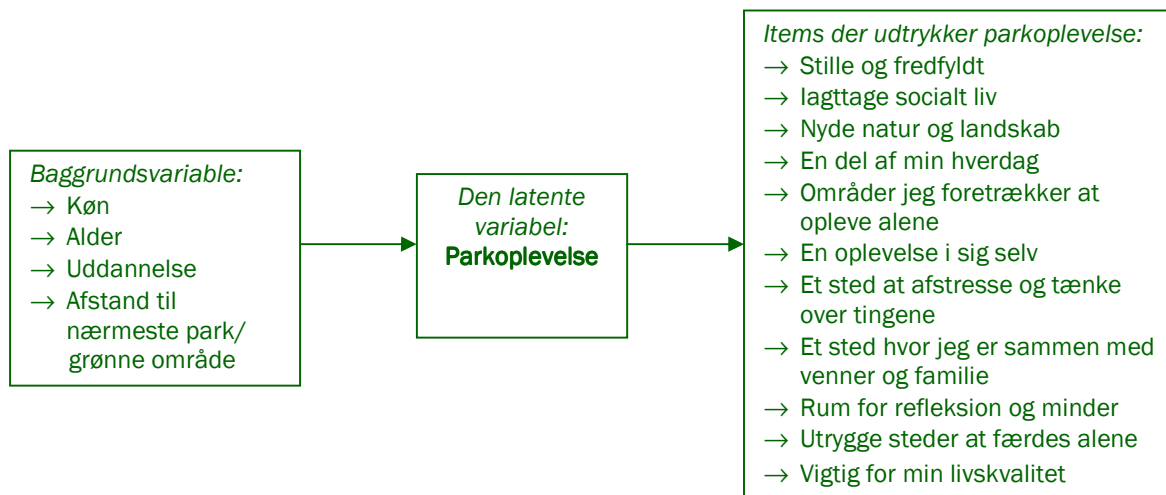 Baggrundsvariable:
→ Køn
→ Alder
→ Uddannelse
→ Afstand til
nærmeste park/
grønne område
Den latente
variabel:
Parkoplevelse
Items der udtrykker parkoplevelse:
→ Stille og fredfyldt
→ Iagttage socialt liv
→ Nyde natur og landskab
→ En del af min hverdag
→ Områder jeg foretrækker at
opleve alene
→ En oplevelse i sig selv
→ Et sted at afstresse og tænke
over tingene
→ Et sted hvor jeg er sammen med
venner og familie
→ Rum for refleksion og minder
→ Utrygge steder at færdes alene
→ Vigtig for min livskvalitet